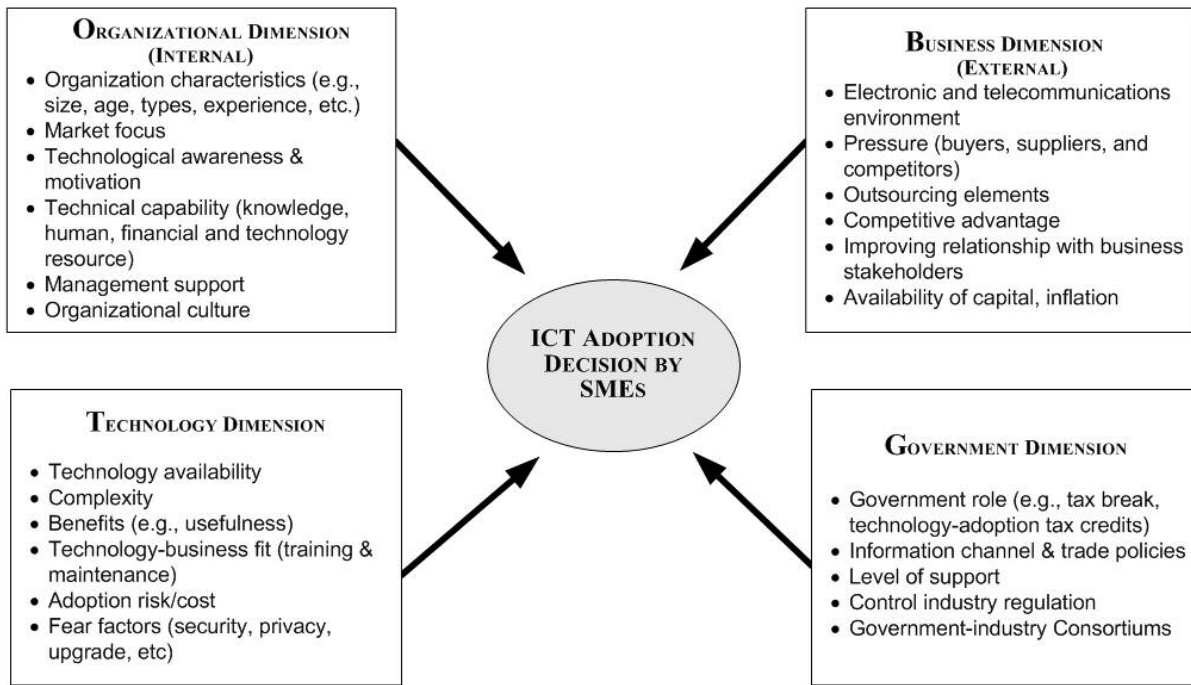 ORGANIZATIONAL DIMENSION
(INTERNAL)
• Organization characteristics (e.g.,
size, age, types, experience, etc.)
• Market focus
• Technological awareness &
motivation
• Technical capability (knowledge,
human, financial and technology
resource)
• Management support
• Organizational culture
BUSINESS DIMENSION
(EXTERNAL)
• Electronic and telecommunications
environment
• Pressure (buyers, suppliers, and
competitors)
• Outsourcing elements
• Competitive advantage
• Improving relationship with business
stakeholders
• Availability of capital, inflation
ICT ADOPTION
DECISION BY
SMES
TECHNOLOGY DIMENSION
• Technology availability
• Complexity
• Benefits (e.g., usefulness)
• Technology-business fit (training &
maintenance)
• Adoption risk/cost
• Fear factors (security, privacy,
upgrade, etc)
GOVERNMENT DIMENSION
• Government role (e.g., tax break,
technology-adoption tax credits)
• Information channel & trade policies
• Level of support
• Control industry regulation
• Government-industry Consortiums